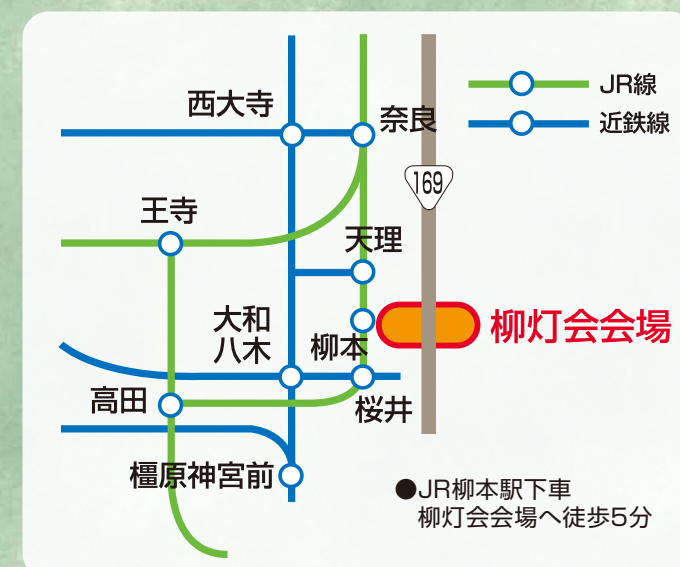 西大寺
奈良
JR線
近鉄線
169
王寺
天理
大和
八木
柳本
柳灯会会場
高田
桜井
橿原神宮前
●JR柳本駅下車
柳灯会会場へ徒歩5分